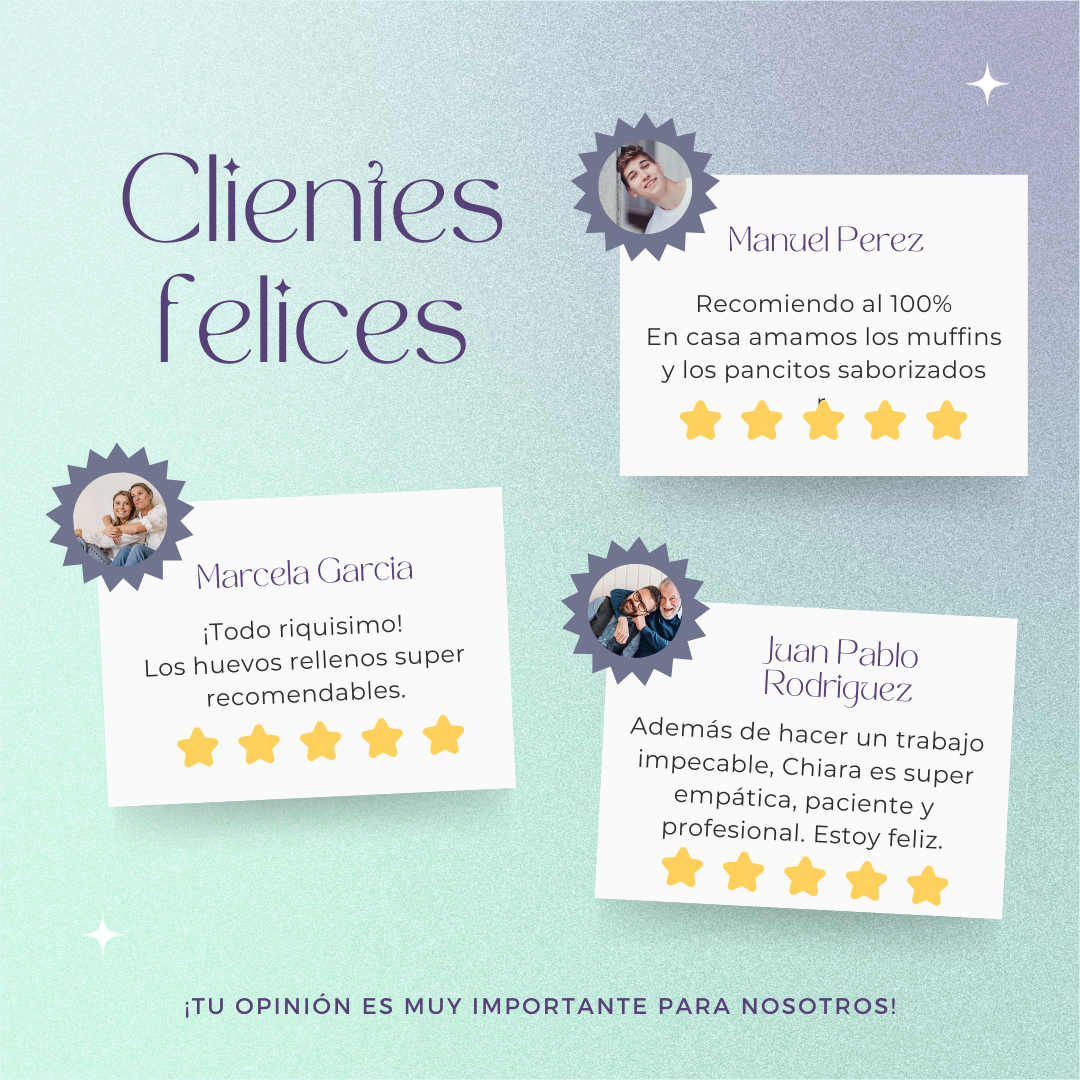 Clientes
felices
Manuel Perez
Recomiendo al 100%
En casa amamos los muffins
y los pancitos saborizados
r
Marcela Garcia
¡Todo riquisimo!
Los huevos rellenos super
recomendables.
Juan Pablo
Rodriguez
Además de hacer un trabajo
impecable, Chiara es super
empática, paciente y
profesional. Estoy feliz.
¡TU OPINIÓN ES MUY IMPORTANTE PARA NOSOTROS!